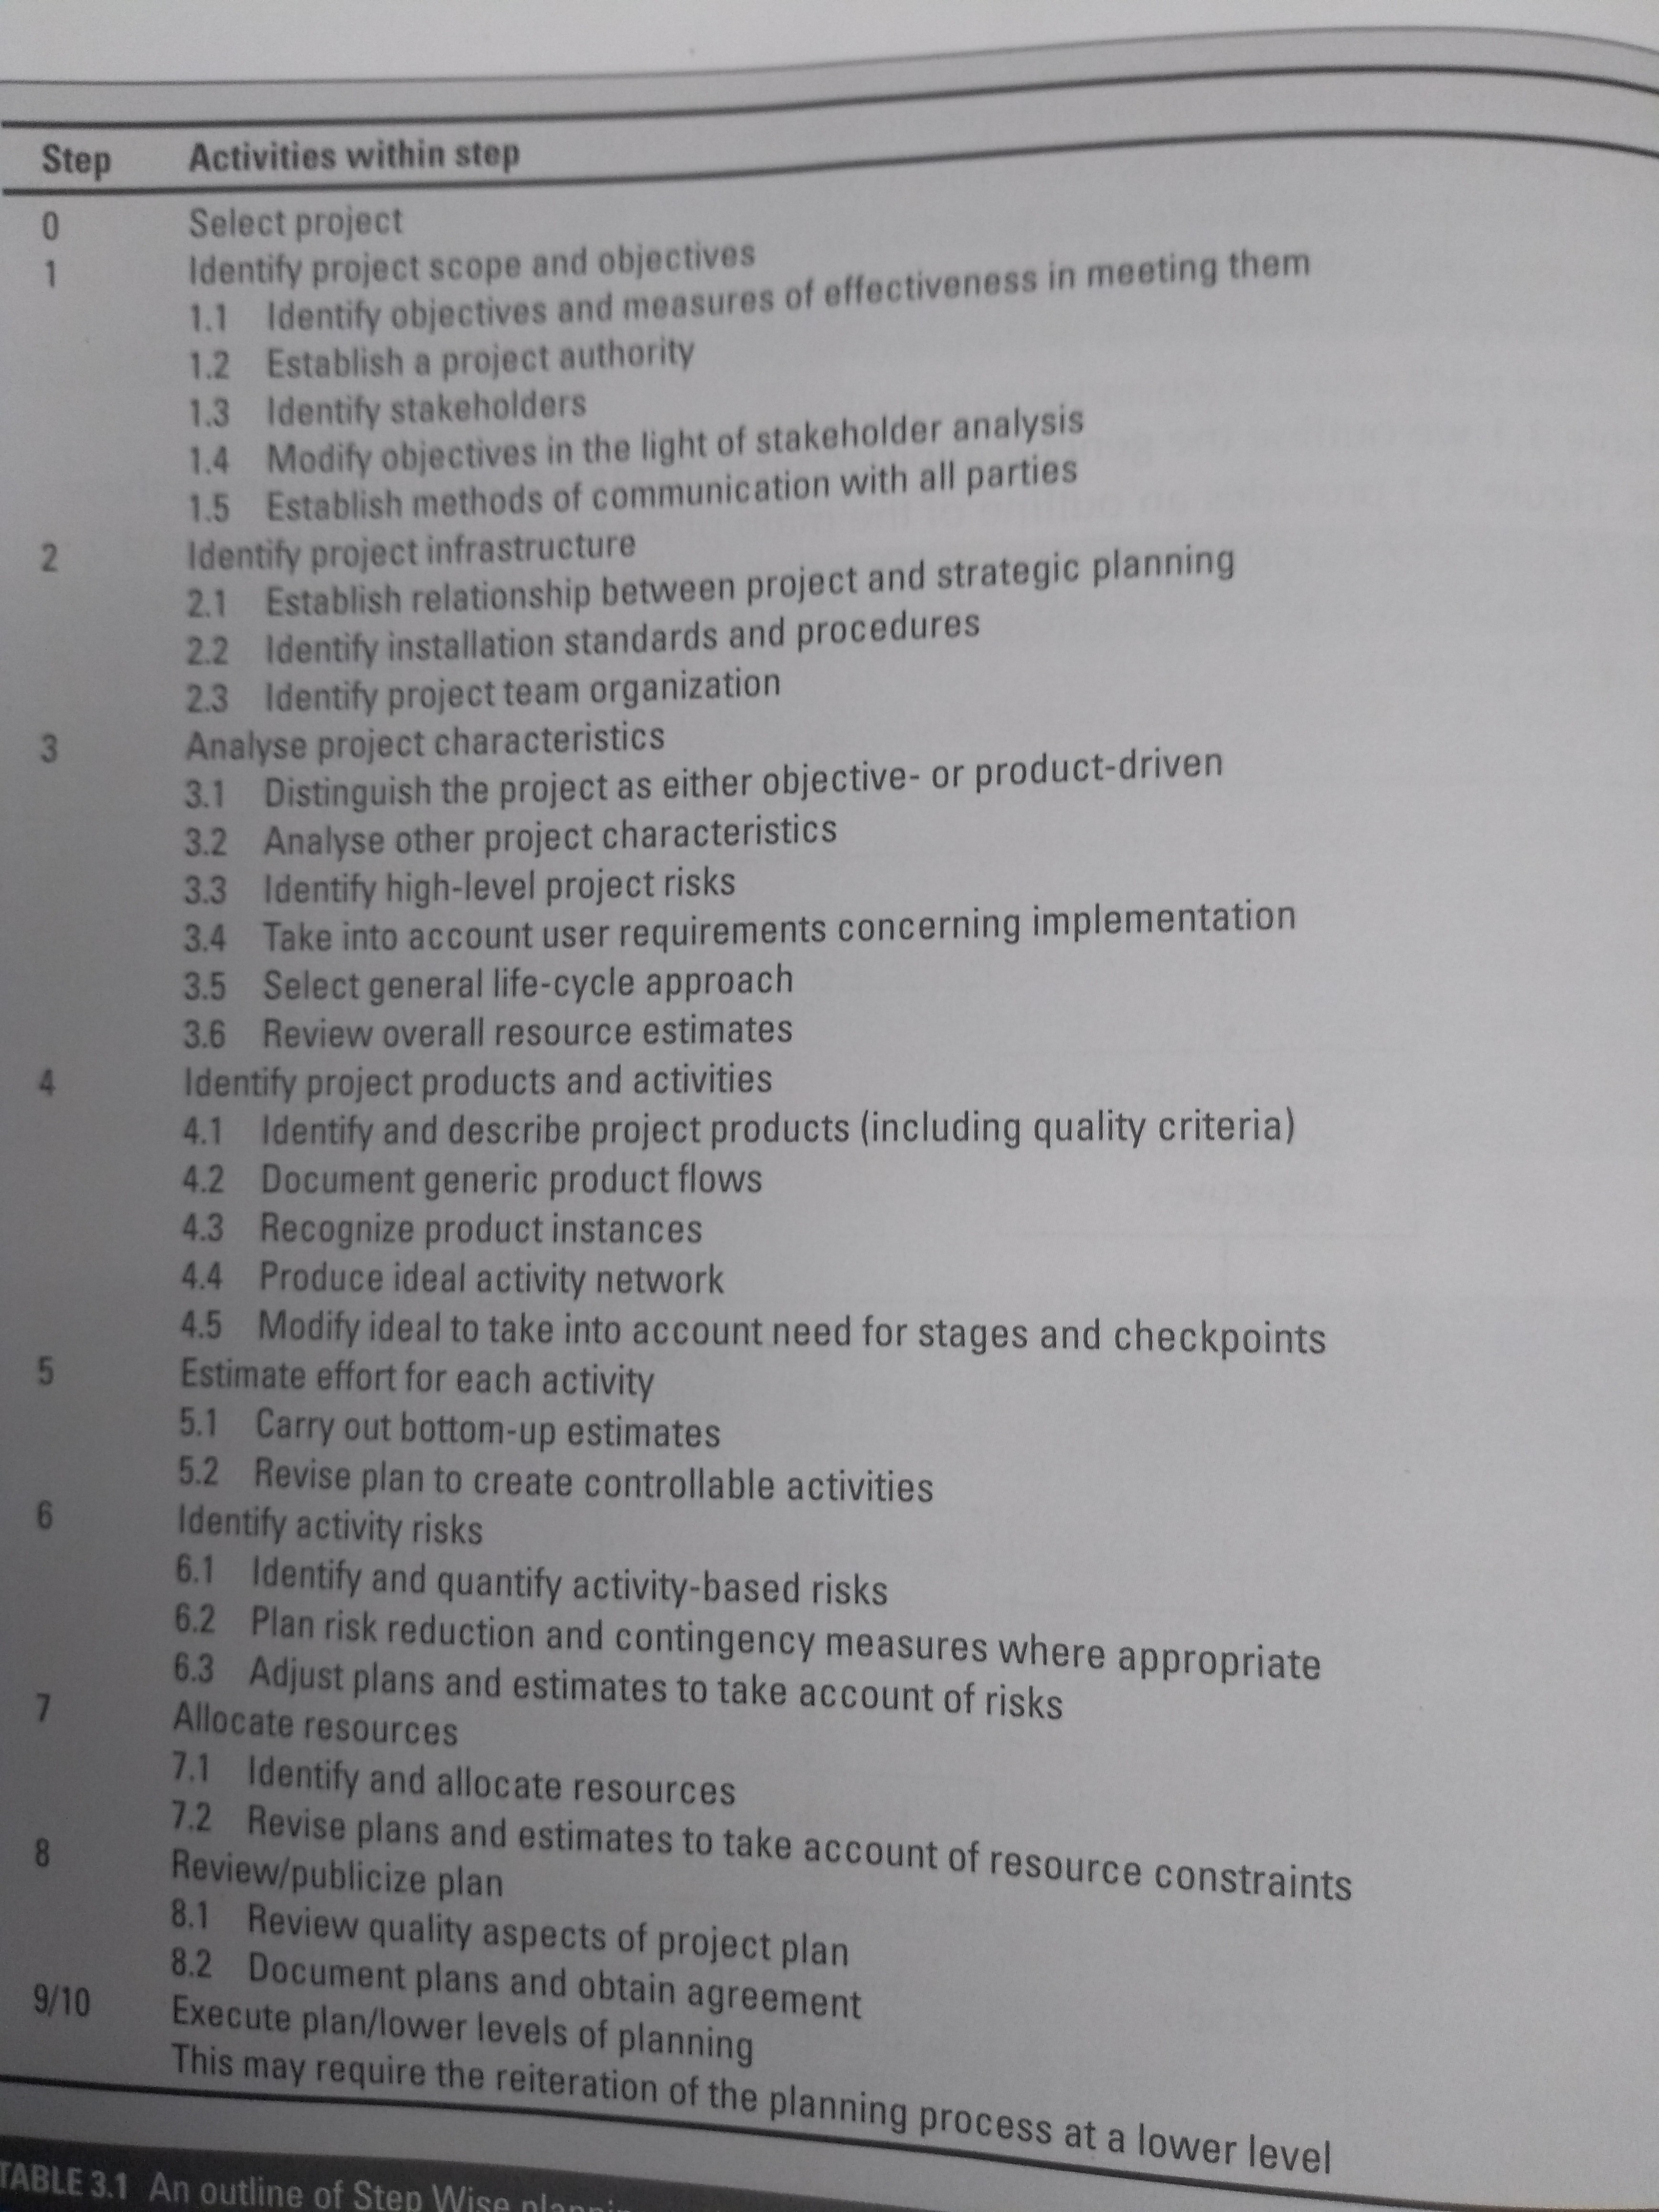 Step Activities within step
0 Select project
1 Identify project scope and objectives
1.1 Identify objectives and measures of effectiveness in meeting them
1.2 Establish a project authority
1.3 Identify stakeholders
1.4 Modify objectives in the light of stakeholder analysis
1.5 Establish methods of communication with all parties
2 Identify project infrastructure
2.1 Establish relationship between project and strategic planning
2.2 Identify installation standards and procedures
2.3 Identify project team organization
3 Analyse project characteristics
3.1 Distinguish the project as either objective- or product-driven
3.2 Analyse other project characteristics
3.3 Identify high-level project risks
3.4 Take into account user requirements concerning implementation
3.5 Select general life-cycle approach
3.6 Review overall resource estimates
4 Identify project products and activities
4.1 Identify and describe project products (including quality criteria)
4.2 Document generic product flows
4.3 Recognize product instances
4.4 Produce ideal activity network
4.5 Modify ideal to take into account need for stages and checkpoints
5 Estimate effort for each activity
5.1 Carry out bottom-up estimates
5.2 Revise plan to create controllable activities
6 Identify activity risks
6.1 Identify and quantify activity-based risks
6.2 Plan risk reduction and contingency measures where appropriate
6.3 Adjust plans and estimates to take account of risks
7 Allocate resources
7.1 Identify and allocate resources
7.2 Revise plans and estimates to take account of resource constraints
8 Review/publicize plan
8.1 Review quality aspects of project plan
8.2 Document plans and obtain agreement
9/10 Execute plan/lower levels of planning
This may require the reiteration of the planning process at a lower level
TABLE 3.1 An outline of Step Wise